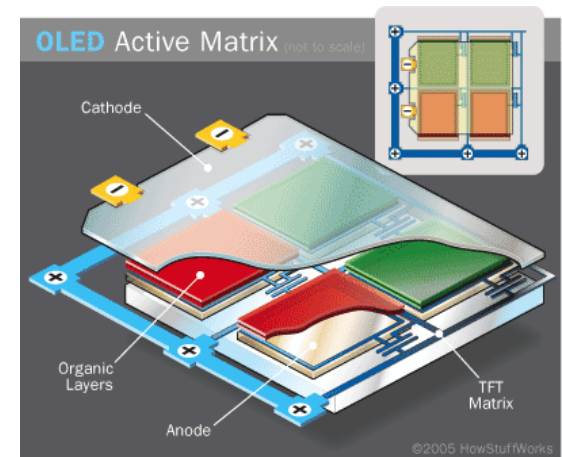 OLED Active Matrix (not to scale)
Cathode
Organic
Layers
Anode
TFT
Matrix
©2005 HowStuffWorks